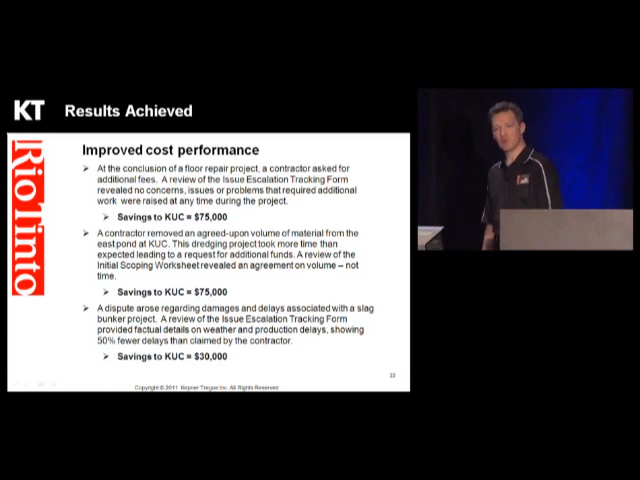 KT
Results Achieved
Rio Tinto
Improved cost performance
At the conclusion of a floor repair project, a contractor asked for
additional fees. A review of the Issue Escalation Tracking Form
revealed no concerns, issues or problems that required additional
work were raised at any time during the project.
Savings to KUC = $75,000
A contractor removed an agreed-upon volume of material from the
east pond at KUC. This dredging project took more time than
expected leading to a request for additional funds. A review of the
Initial Scoping Worksheet revealed an agreement on volume – not
time.
Savings to KUC = $75,000
A dispute arose regarding damages and delays associated with a slag
bunker project. A review of the Issue Escalation Tracking Form
provided factual details on weather and production delays, showing
50% fewer delays than claimed by the contractor.
Savings to KUC = $30,000
22
Copyright © 2011 Kepner-Tregoe Inc. All Rights Reserved